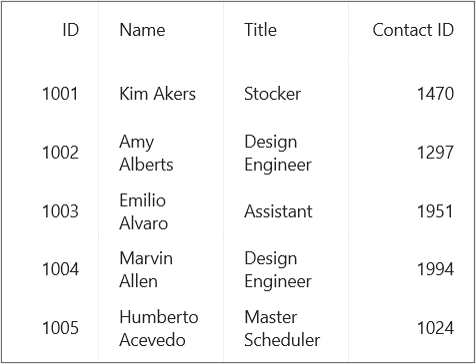 ID Name Title Contact ID
1001 Kim Akers Stocker 1470
1002 Amy Alberts Design Engineer 1297
1003 Emilio Alvaro Assistant 1951
1004 Marvin Allen Design Engineer 1994
1005 Humberto Acevedo Master Scheduler 1024